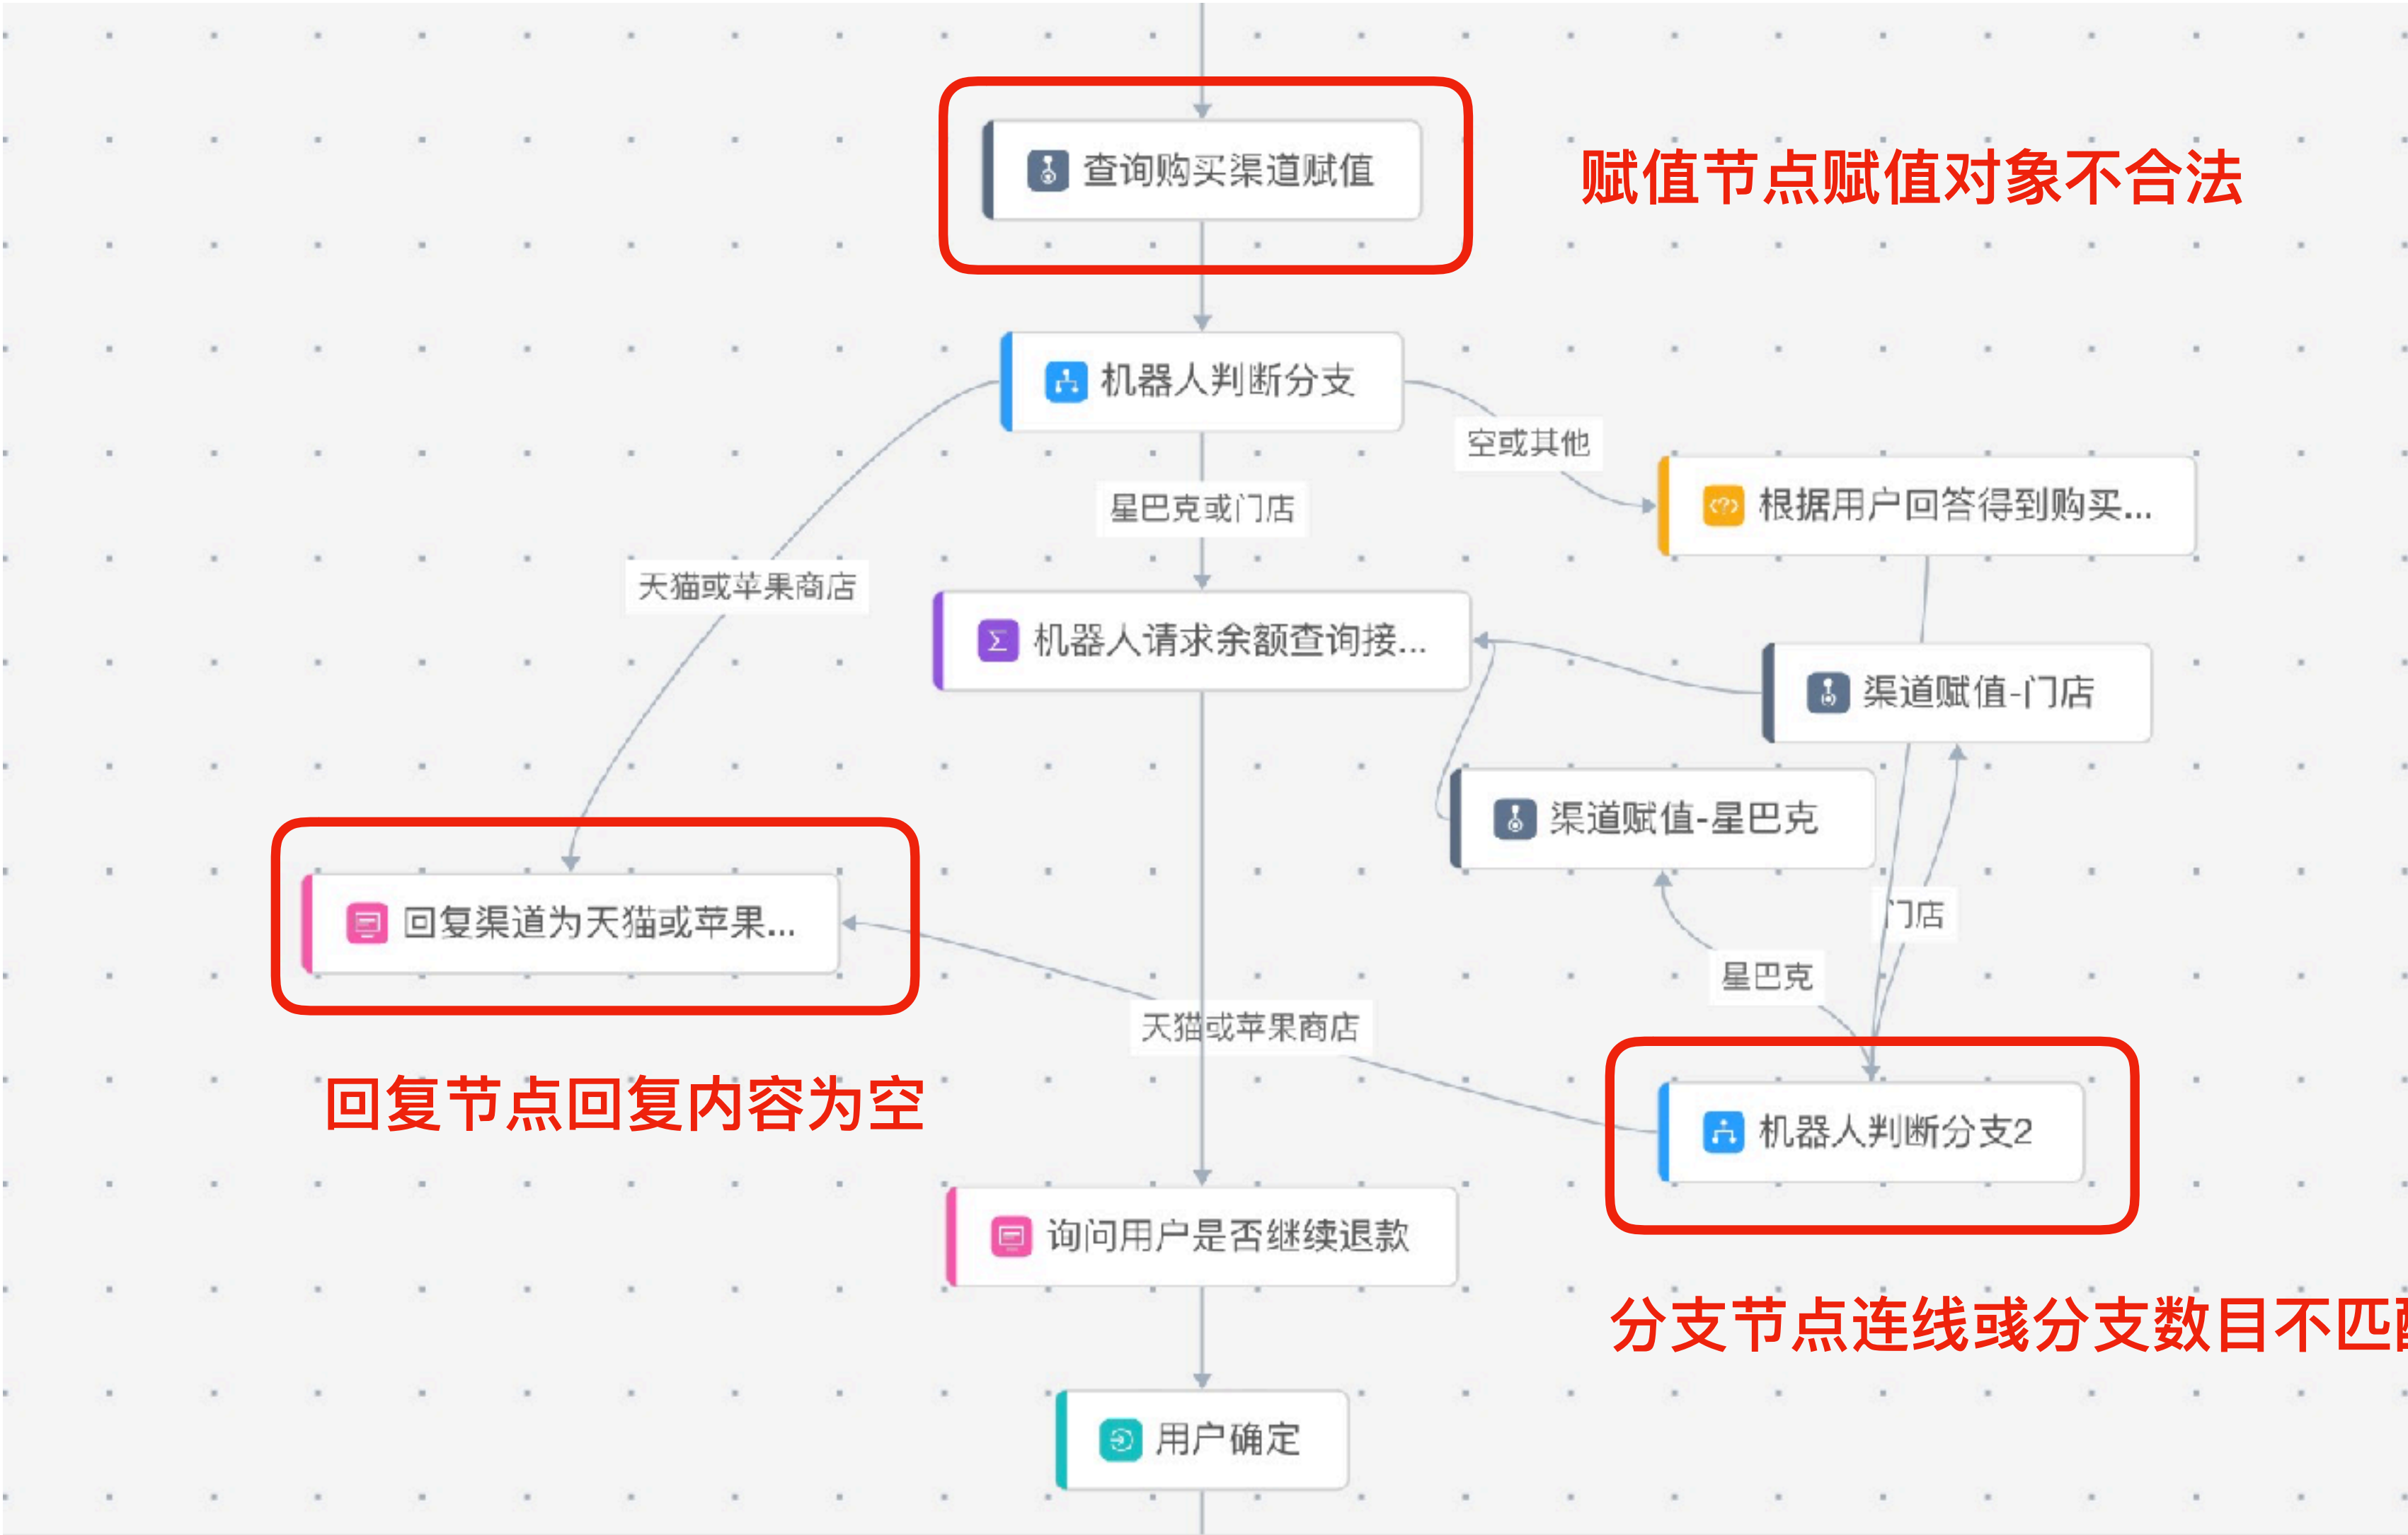 查询购买渠道赋值
赋值节点赋值对象不合法
机器人判断分支
空或其他
根据用户回答得到购买...
星巴克或门店
天猫或苹果商店
机器人请求余额查询接...
渠道赋值-门店
渠道赋值-星巴克
回复渠道为天猫或苹果...
门店
星巴克
天猫或苹果商店
回复节点回复内容为空
机器人判断分支2
询问用户是否继续退款
分支节点连线或分支数目不匹
用户确定